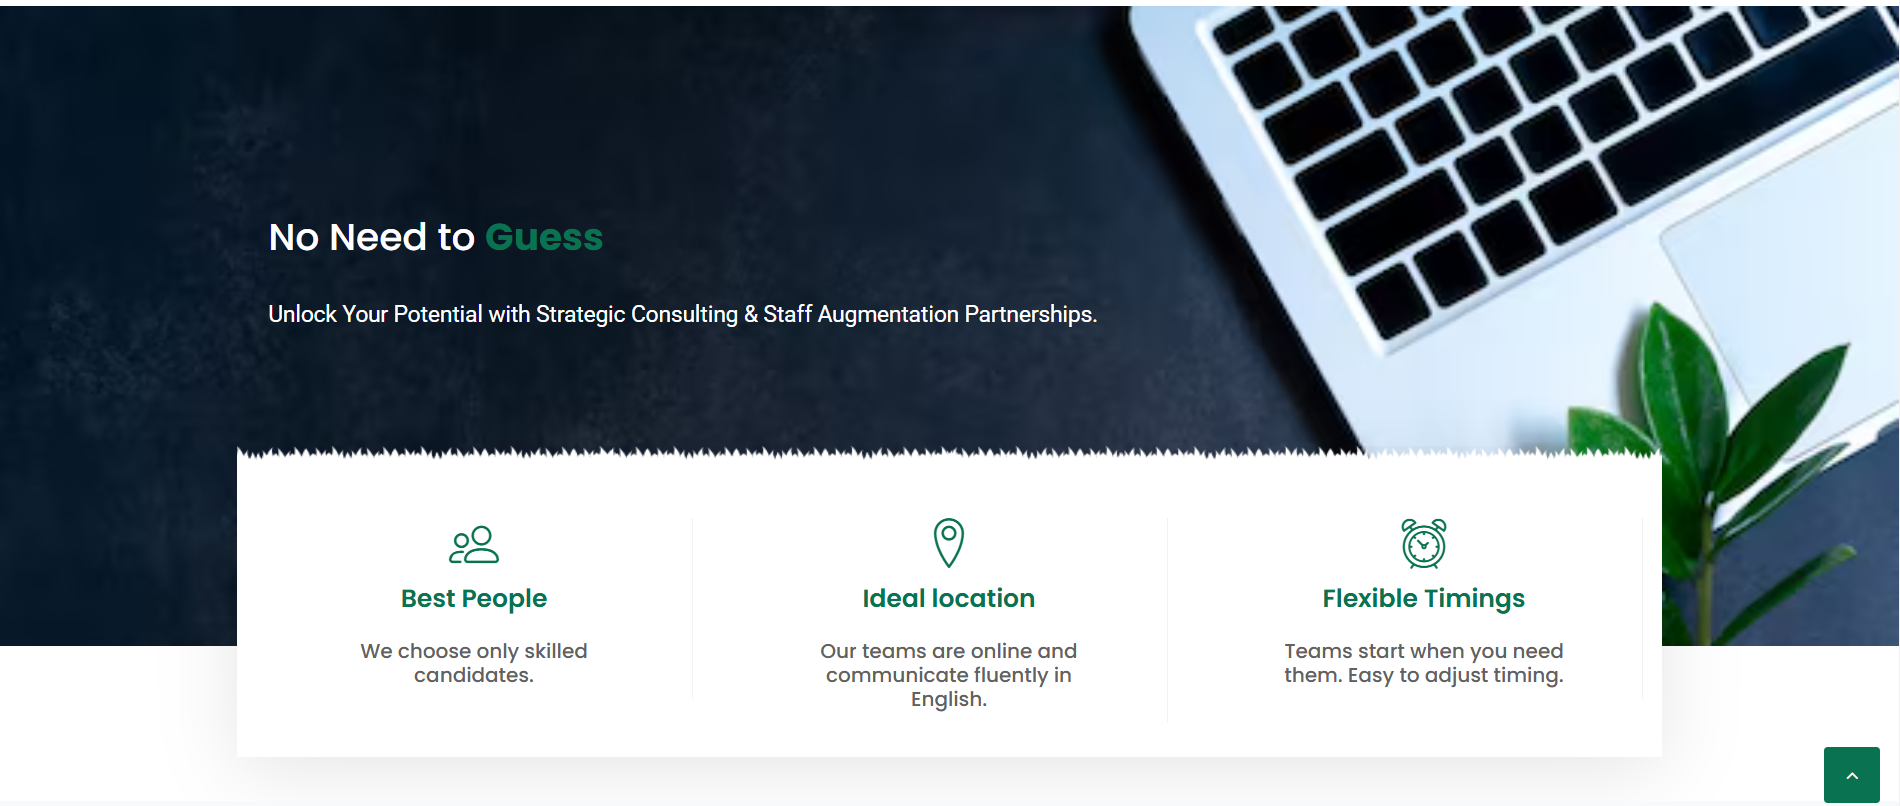 No Need to Guess
Unlock Your Potential with Strategic Consulting & Staff Augmentation Partnerships.
Best People
We choose only skilled
candidates.
Ideal location
Our teams are online and
communicate fluently in
English.
Flexible Timings
Teams start when you need
them. Easy to adjust timing.